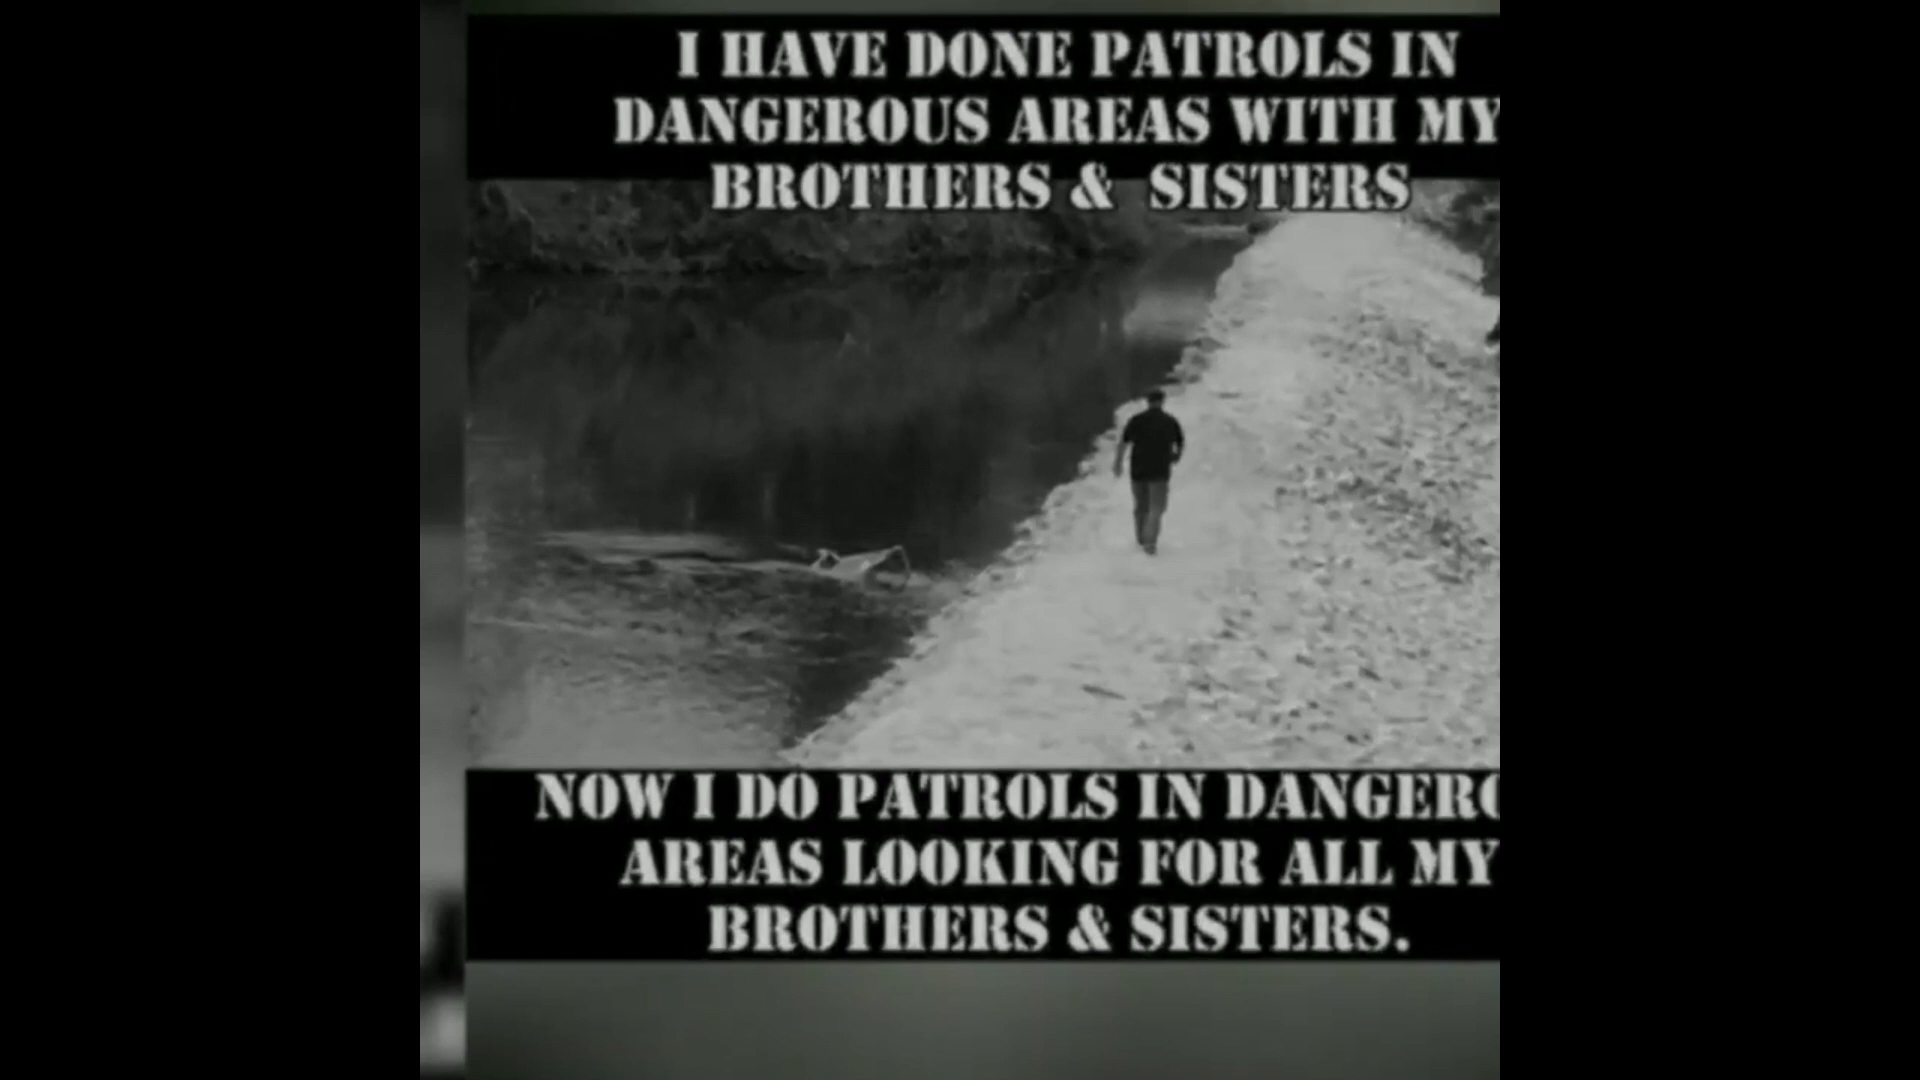 I HAVE DONE PATROLS IN
DANGEROUS AREAS WITH MY
BROTHERS & SISTERS
NOW I DO PATROLS IN
AREAS LOOKING FOR ALL MY
BROTHERS & SISTERS.